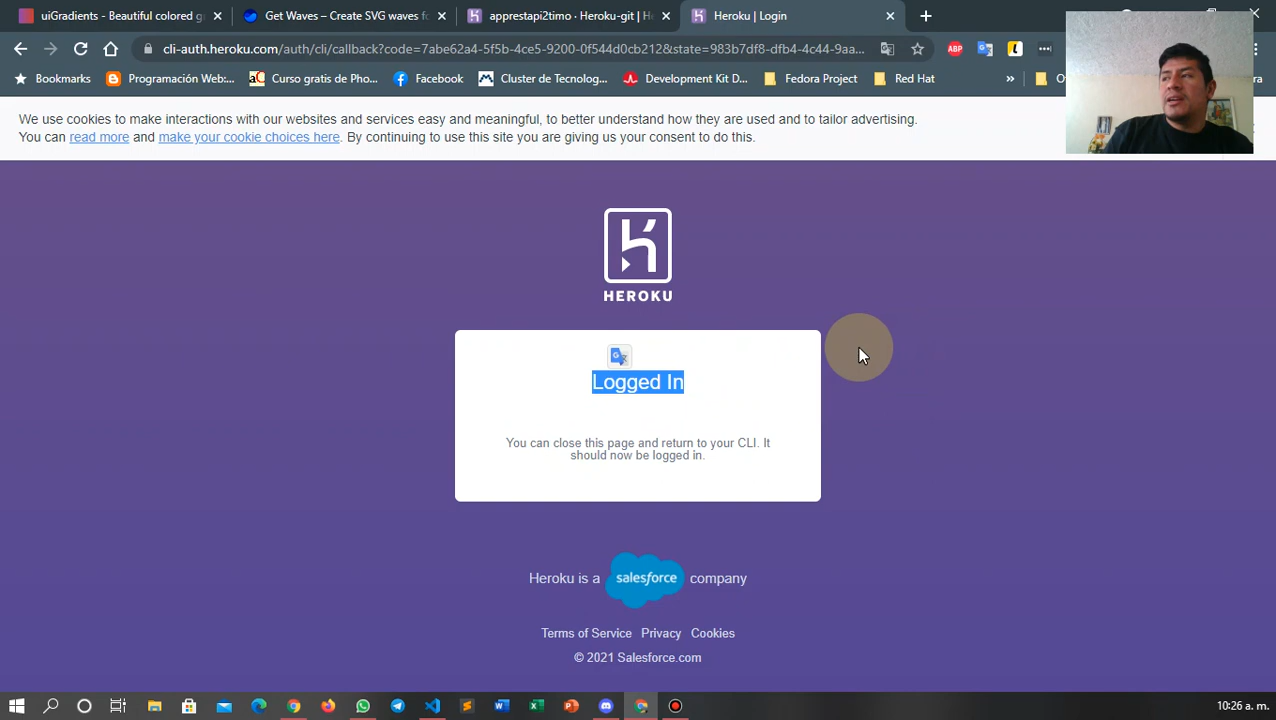 uiGradients - Beautiful colored g
Get Waves – Create SVG waves f
apprestapi2timo - Heroku-git | He
Heroku | Login
cli-auth.heroku.com/auth/cli/callback?code=7abe62a4-5f5b-4ce5-9200-0f544d0cb212&state=983b7df8-dfb4-4c44-9aa...
ABP
Bookmarks
Programación Web:...
Curso gratis de Pho...
Facebook
Cluster de Tecnolog...
Development Kit D...
Fedora Project
Red Hat
»
We use cookies to make interactions with our websites and services easy and meaningful, to better understand how they are used and to tailor advertising.
You can read more and make your cookie choices here. By continuing to use this site you are giving us your consent to do this.
HEROKU
Logged In
You can close this page and return to your CLI. It
should now be logged in.
Heroku is a salesforce company
Terms of Service Privacy Cookies
© 2021 Salesforce.com
10:26 a. m.